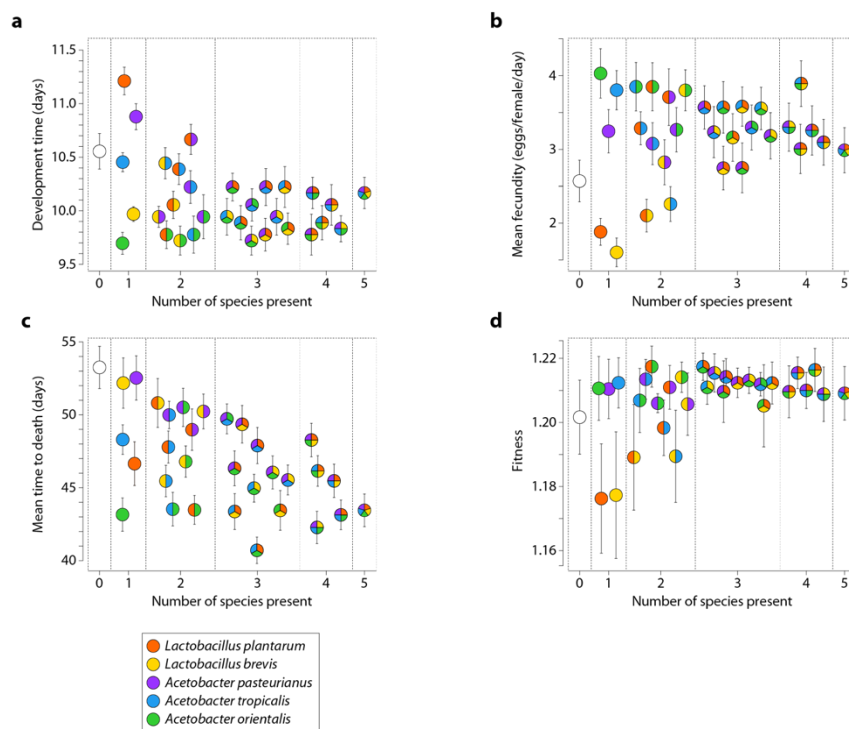 a
11.5
11.0
10.5
10.0
9.5
Development time (days)
0 1 2 3 4 5
Number of species present
b
4
3
2
Mean fecundity (eggs/female/day)
0 1 2 3 4 5
Number of species present
c
55
50
45
40
Mean time to death (days)
0 1 2 3 4 5
Number of species present
d
1.22
1.20
1.18
1.16
Fitness
0 1 2 3 4 5
Number of species present
Lactobacillus plantarum
Lactobacillus brevis
Acetobacter pasteurianus
Acetobacter tropicalis
Acetobacter orientalis